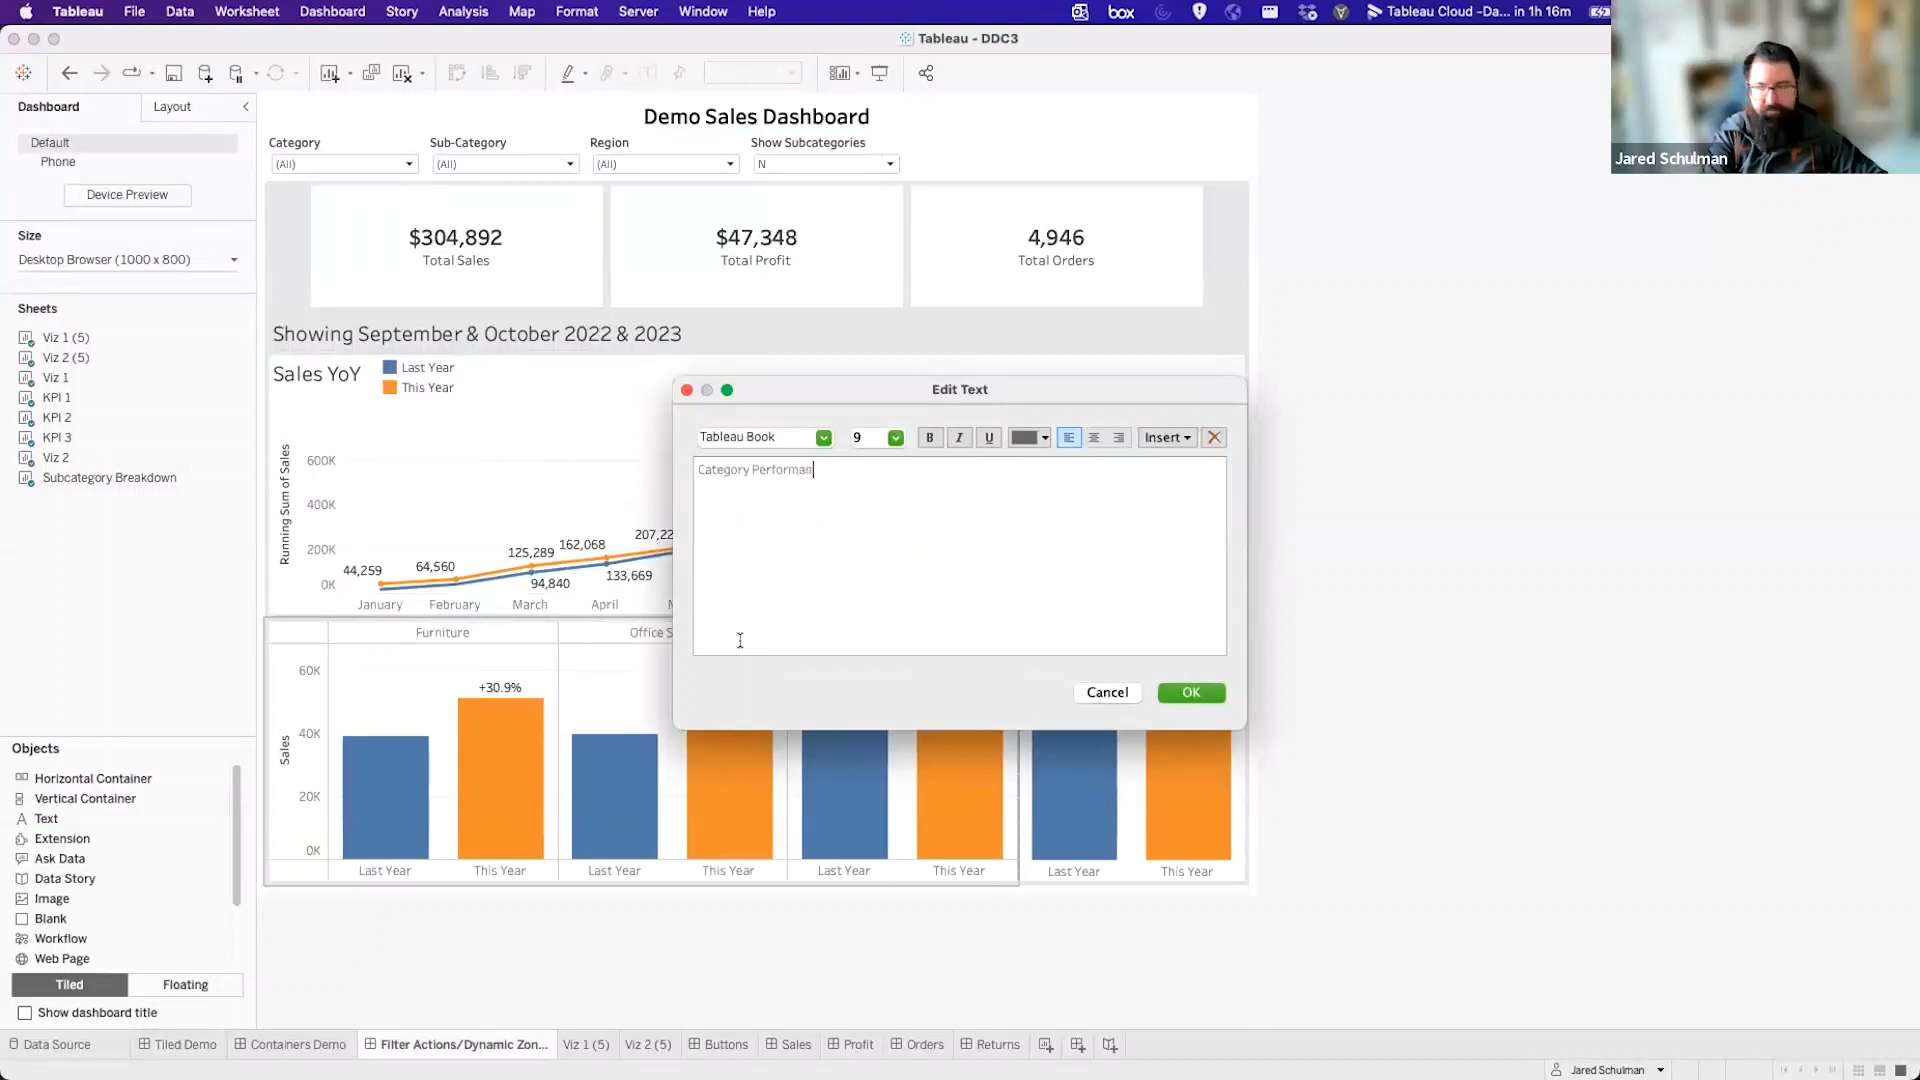 Tableau File Data Worksheet Dashboard Story Analysis Map Format Server Window Help box Tableau Cloud -Da... in 1h 16m
Tableau - DDC3
Dashboard Layout
Default
Phone
Device Preview
Size
Desktop Browser (1000 x 800)
Sheets
Viz 1 (5)
Viz 2 (5)
Viz 1
KPI 1
KPI 2
KPI 3
Viz 2
Subcategory Breakdown
Objects
Horizontal Container
Vertical Container
Text
Extension
Ask Data
Data Story
Image
Blank
Workflow
Web Page
Tiled Floating
Show dashboard title
Demo Sales Dashboard
Category Sub-Category Region Show Subcategories
(All) (All) (All) N
$304,892 $47,348 4,946
Total Sales Total Profit Total Orders
Showing September & October 2022 & 2023
Sales YoY
Last Year
This Year
Running Sum of Sales
600K
400K
200K
0K
44,259 64,560 125,289 162,068 207,22
94,840 133,669
January February March April
Furniture Office S
Sales
60K
40K
20K
0K
+30.9%
Last Year This Year Last Year This Year Last Year This Year Last Year This Year
Edit Text
Tableau Book 9 B I U Insert
Category Performan
Cancel OK
Jared Schulman
Data Source Tiled Demo Containers Demo Filter Actions/Dynamic Zon... Viz 1 (5) Viz 2 (5) Buttons Sales Profit Orders Returns
Jared Schulman